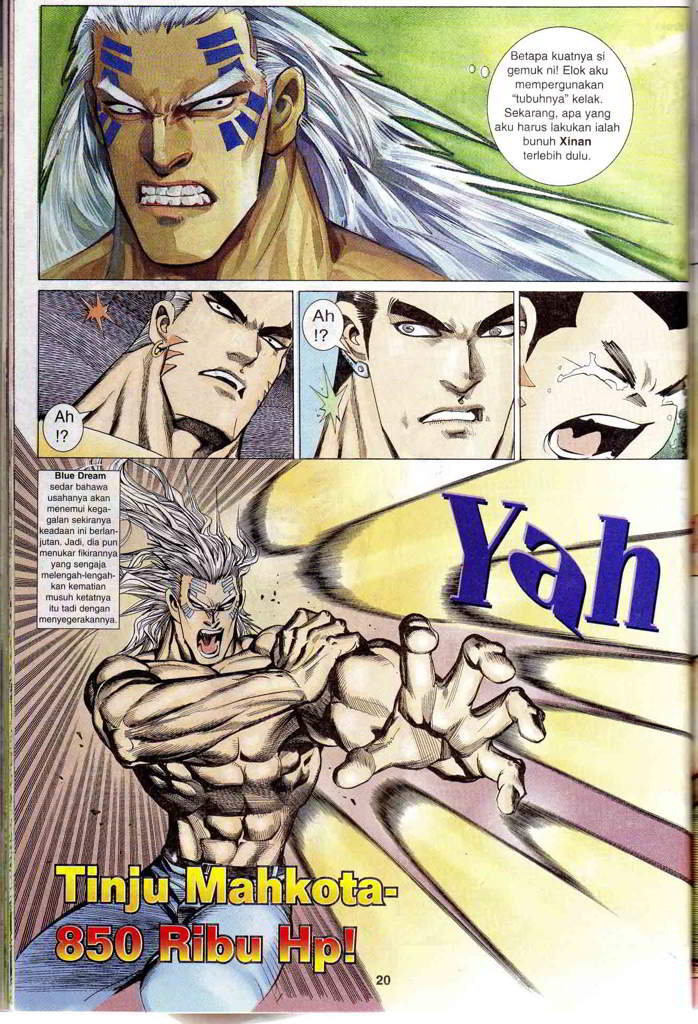 Betapa kuatnya si
gemuk ni! Elok aku
mempergunakan
"tubuhnya" kelak.
Sekarang, apa yang
aku harus lakukan ialah
bunuh Xinan
terlebih dulu.
Ah
!?
Ah
!?
Blue Dream
sedar bahawa
usahanya akan
menemui kega-
galan sekiranya
keadaan ini berlan-
jutan. Jadi, dia pun
menukar fikirannya
yang sengaja
melengah-lengah-
kan kematian
musuh ketatnya
itu tadi dengan
menyegerakannya.
Yah
Tinju Mahkota-
850 Ribu Hp!
20